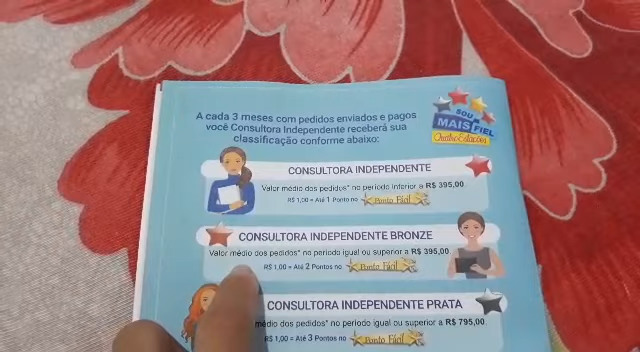 A cada 3 meses com pedidos enviados e pagos
você Consultora Independente receberá sua
classificação conforme abaixo:
SOU
MAIS FIEL
Quatro Estações
CONSULTORA INDEPENDENTE
Valor médio dos pedidos* no período inferior a R$ 395,00.
R$ 1,00 = Até 1 Ponto no Ponto Fiel
CONSULTORA INDEPENDENTE BRONZE
Valor médio dos pedidos* no período igual ou superior a R$ 395,00.
R$ 1,00 = Até 2 Pontos no Ponto Fiel
CONSULTORA INDEPENDENTE PRATA
médio dos pedidos* no período igual ou superior a R$ 795,00.
R$ 1,00 = Até 3 Pontos no Ponto Fiel